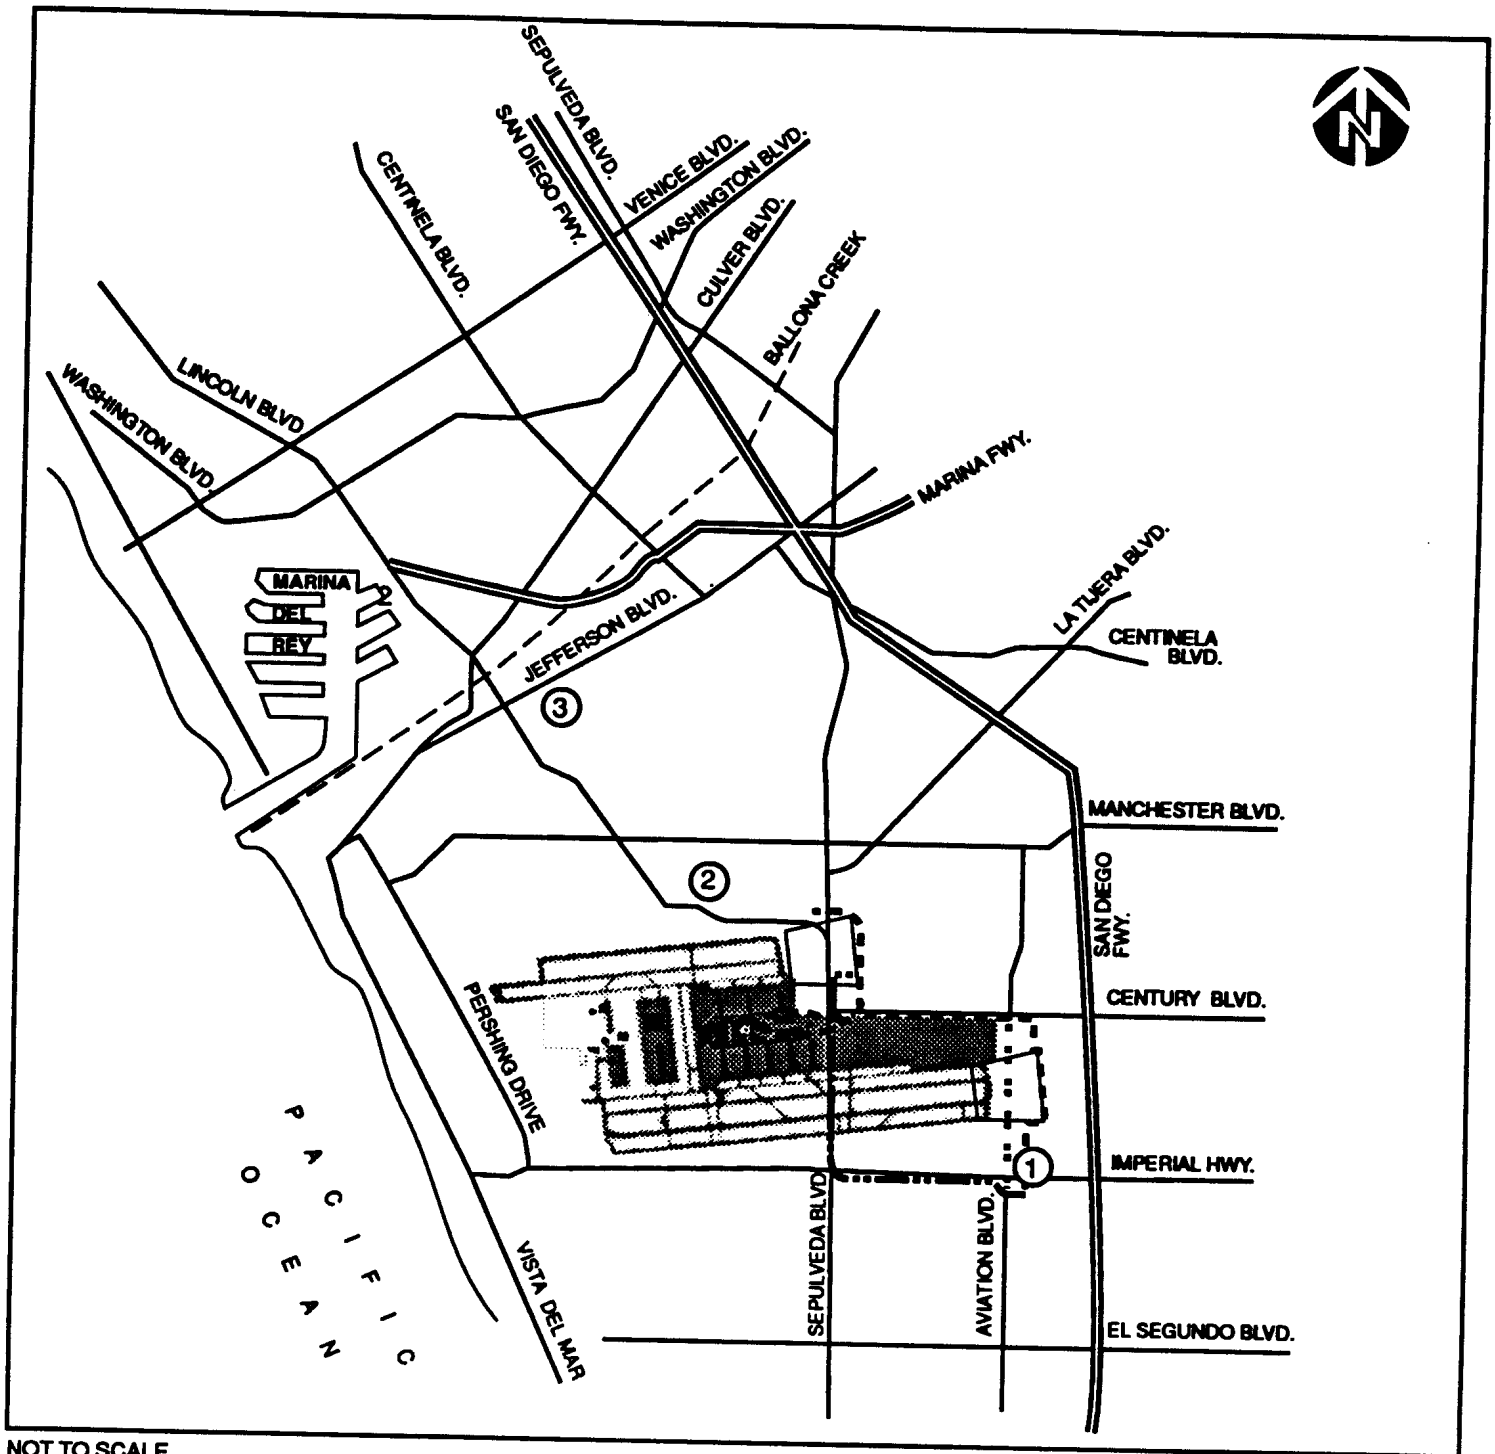 N
SEPULVEDA BLVD.
SAN DIEGO FWY.
VENICE BLVD.
WASHINGTON BLVD.
CENTINELA BLVD.
CULVER BLVD.
BALLONA CREEK
LINCOLN BLVD
WASHINGTON BLVD.
MARINA FWY.
LA TIJERA BLVD.
MARINA
DEL
REY
JEFFERSON BLVD.
CENTINELA
BLVD.
3
MANCHESTER BLVD.
2
SAN DIEGO
FWY.
PERSHING DRIVE
CENTURY BLVD.
PACIFIC
OCEAN
1
IMPERIAL HWY.
SEPULVEDA BLVD
AVIATION BLVD.
VISTA DEL MAR
EL SEGUNDO BLVD.
NOT TO SCALE